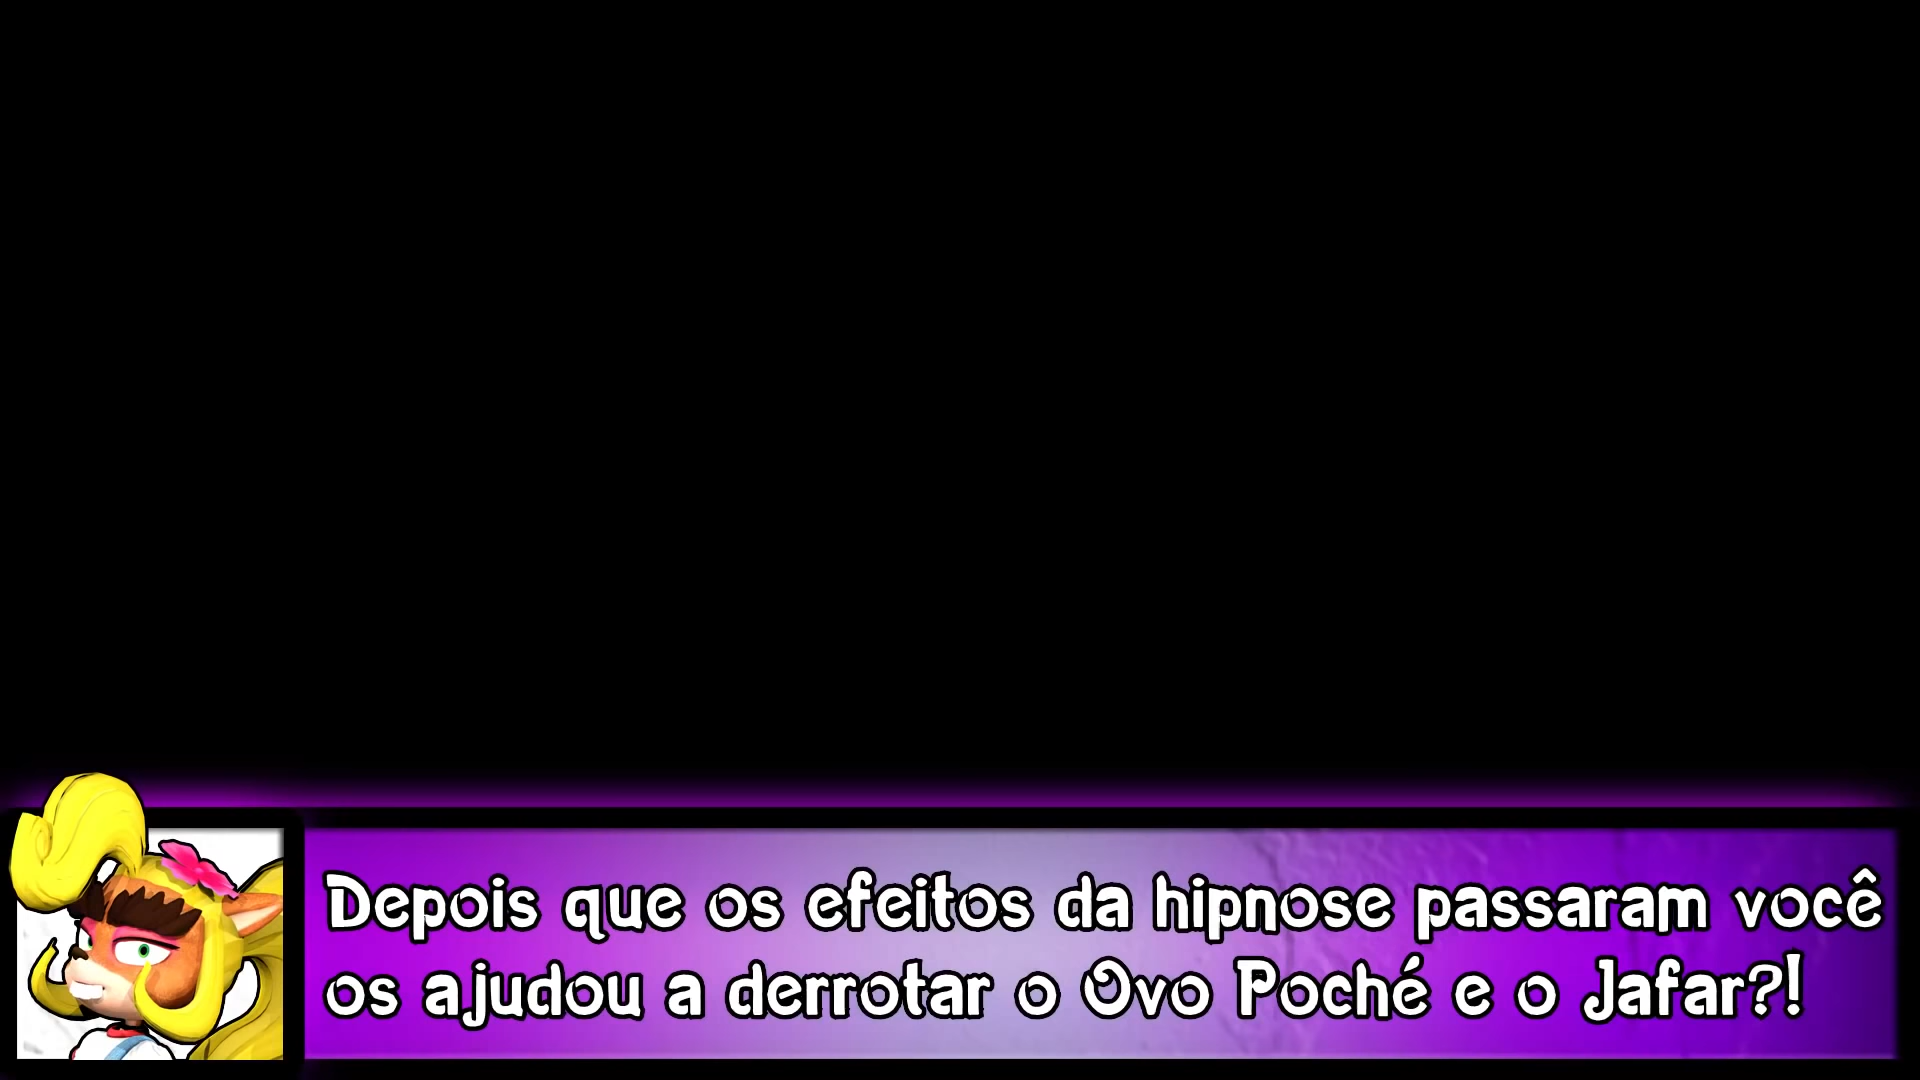 Depois que os efeitos da hipnose passaram você
os ajudou a derrotar o Ovo Poché e o Jafar?!